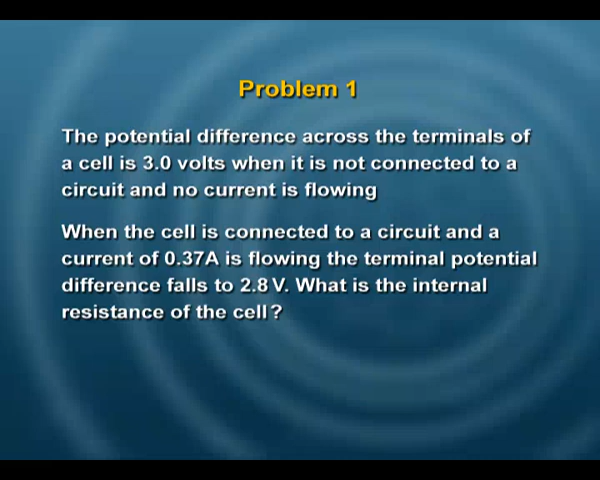 Problem 1
The potential difference across the terminals of
a cell is 3.0 volts when it is not connected to a
circuit and no current is flowing
When the cell is connected to a circuit and a
current of 0.37A is flowing the terminal potential
difference falls to 2.8 V. What is the internal
resistance of the cell ?